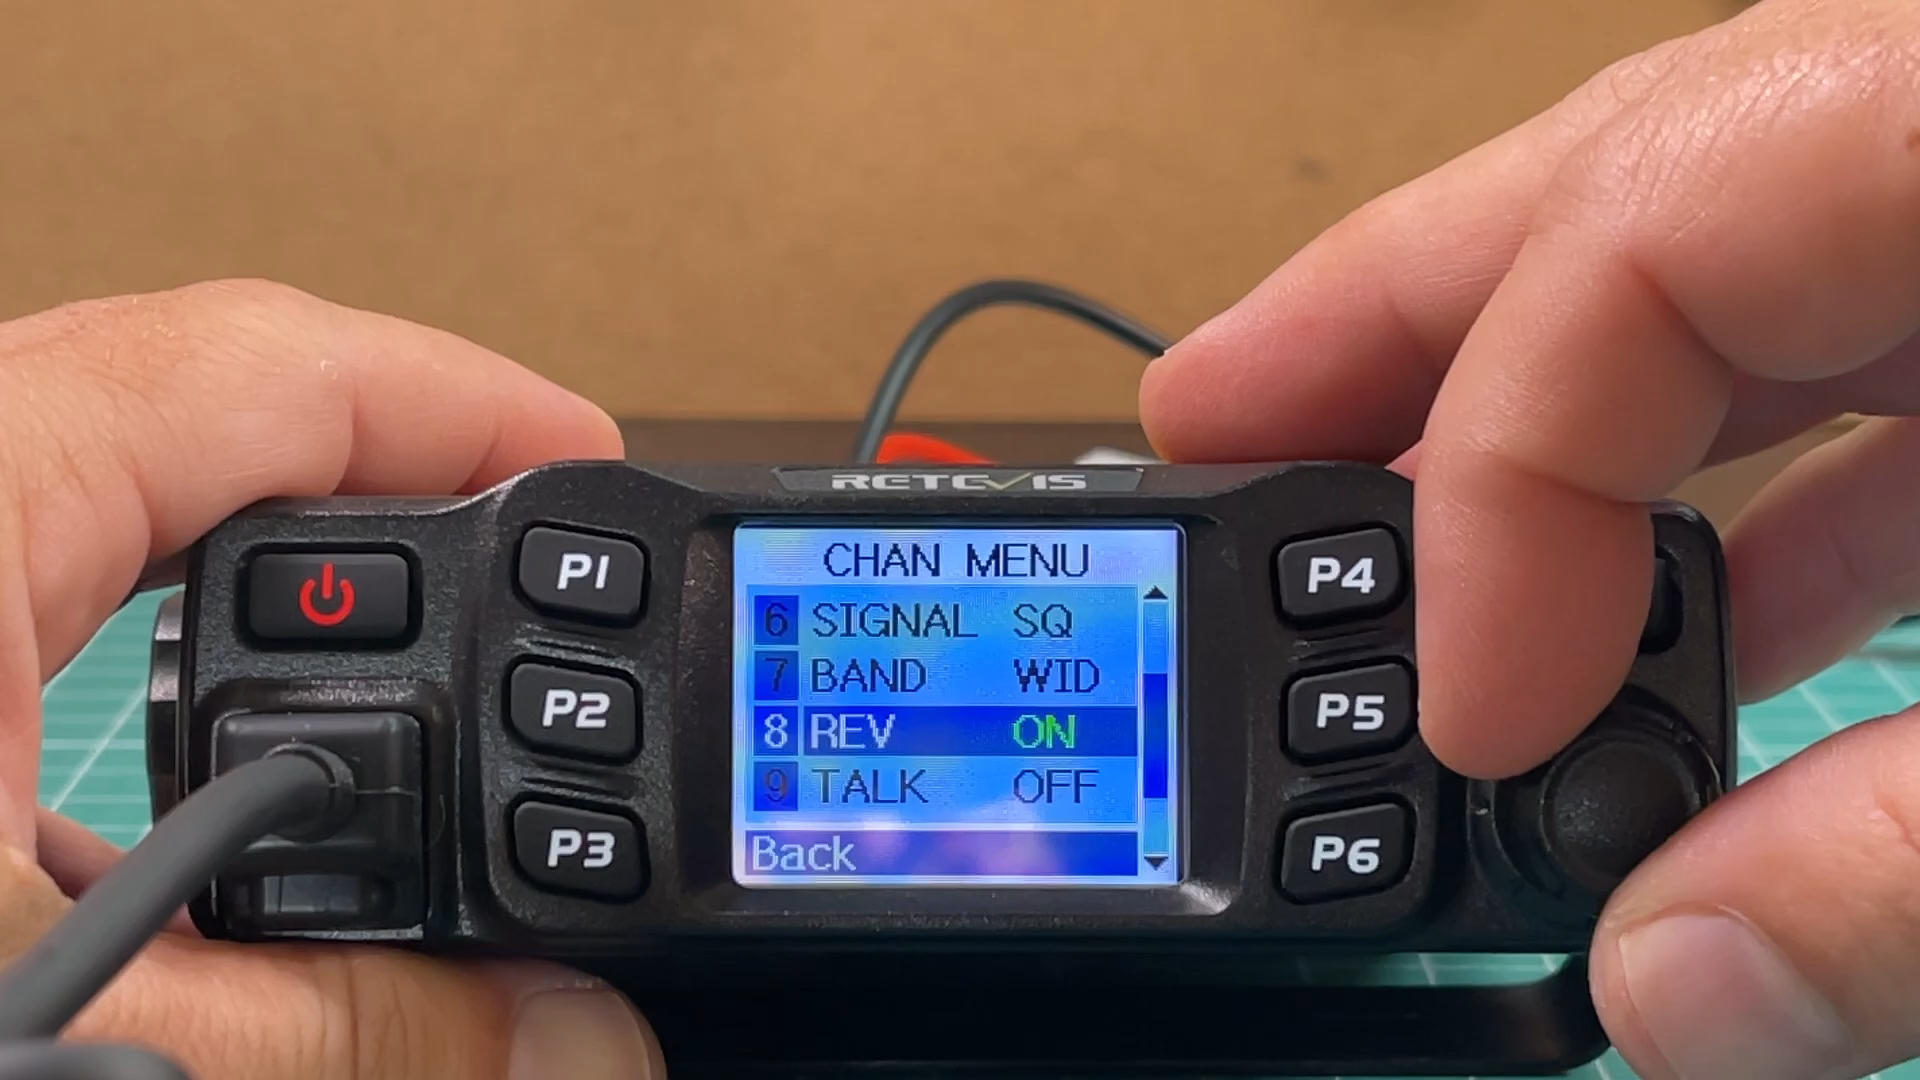 RETEVIS
P1
P2
P3
CHAN MENU
6 SIGNAL SQ
7 BAND WID
8 REV ON
9 TALK OFF
Back
P4
P5
P6